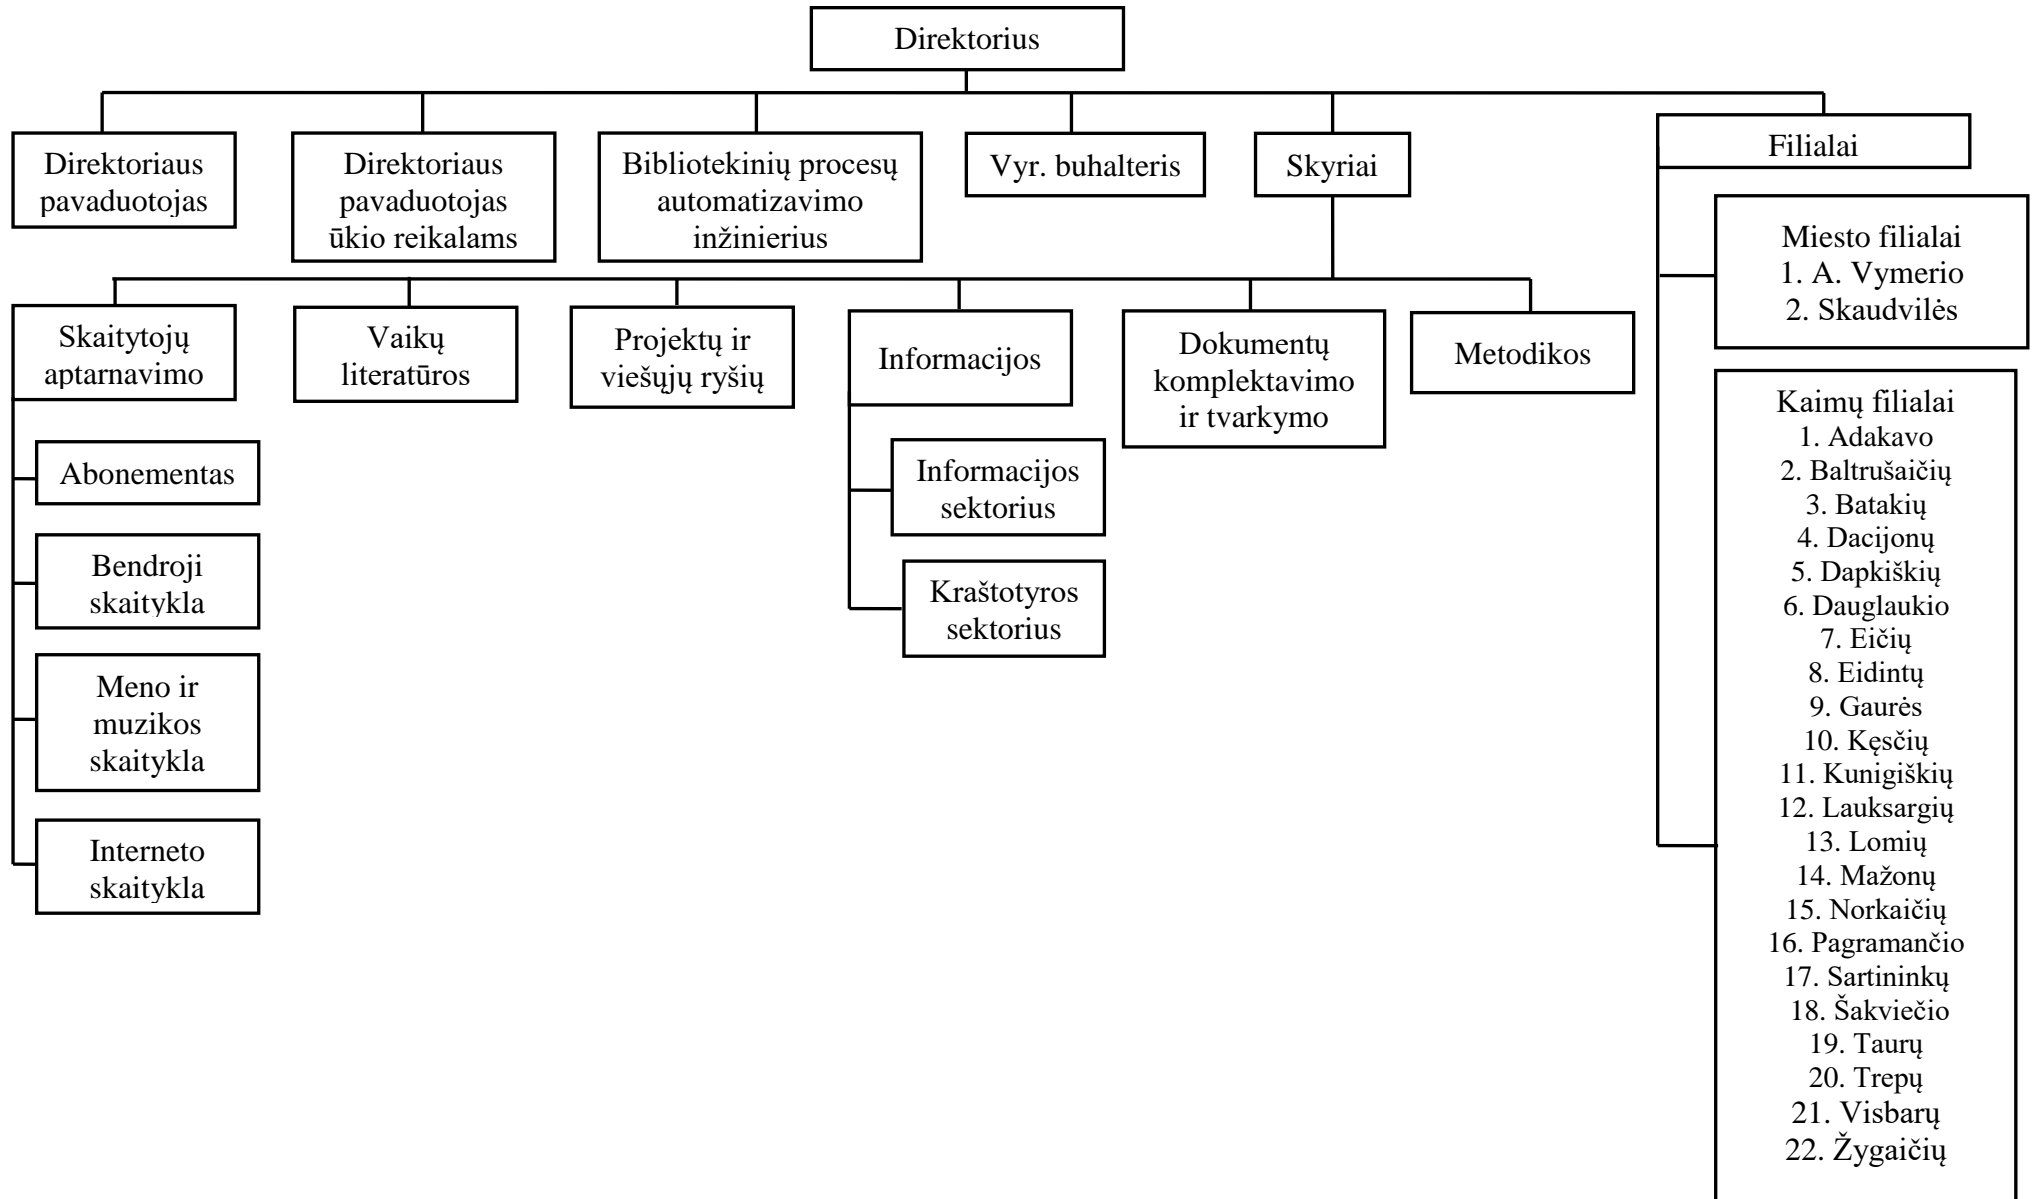 Direktorius
Direktoriaus
pavaduotojas
Direktoriaus
pavaduotojas
ūkio reikalams
Bibliotekinių procesų
automatizavimo
inžinierius
Vyr. buhalteris
Skyriai
Filialai
Skaitytojų
aptarnavimo
Vaikų
literatūros
Projektų ir
viešųjų ryšių
Informacijos
Dokumentų
komplektavimo
ir tvarkymo
Metodikos
Abonementas
Bendroji
skaitykla
Meno ir
muzikos
skaitykla
Interneto
skaitykla
Informacijos
sektorius
Kraštotyros
sektorius
Miesto filialai
1. A. Vymerio
2. Skaudvilės
Kaimų filialai
1. Adakavo
2. Baltrušaičių
3. Batakių
4. Dacijonų
5. Dapkiškių
6. Dauglaukio
7. Eičių
8. Eidintų
9. Gaurės
10. Kęsčių
11. Kunigiškių
12. Lauksargių
13. Lomių
14. Mažonų
15. Norkaičių
16. Pagramančio
17. Sartininkų
18. Šakviečio
19. Taurų
20. Trepų
21. Visbarų
22. Žygaičių